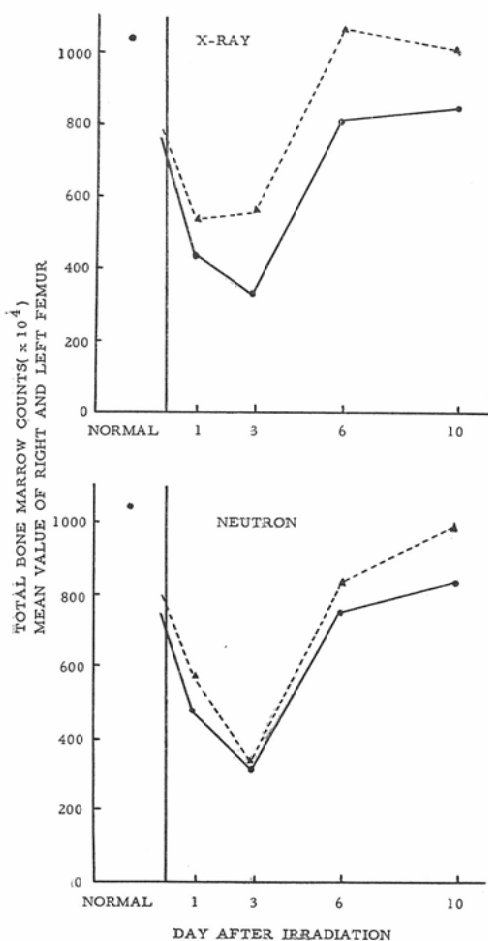 TOTAL BONE MARROW COUNTS( x 10⁴)
MEAN VALUE OF RIGHT AND LEFT FEMUR
X-RAY
1000
800
600
400
200
0
NORMAL 1 3 6 10
NEUTRON
1000
800
600
400
200
0
NORMAL 1 3 6 10
DAY AFTER IRRADIATION